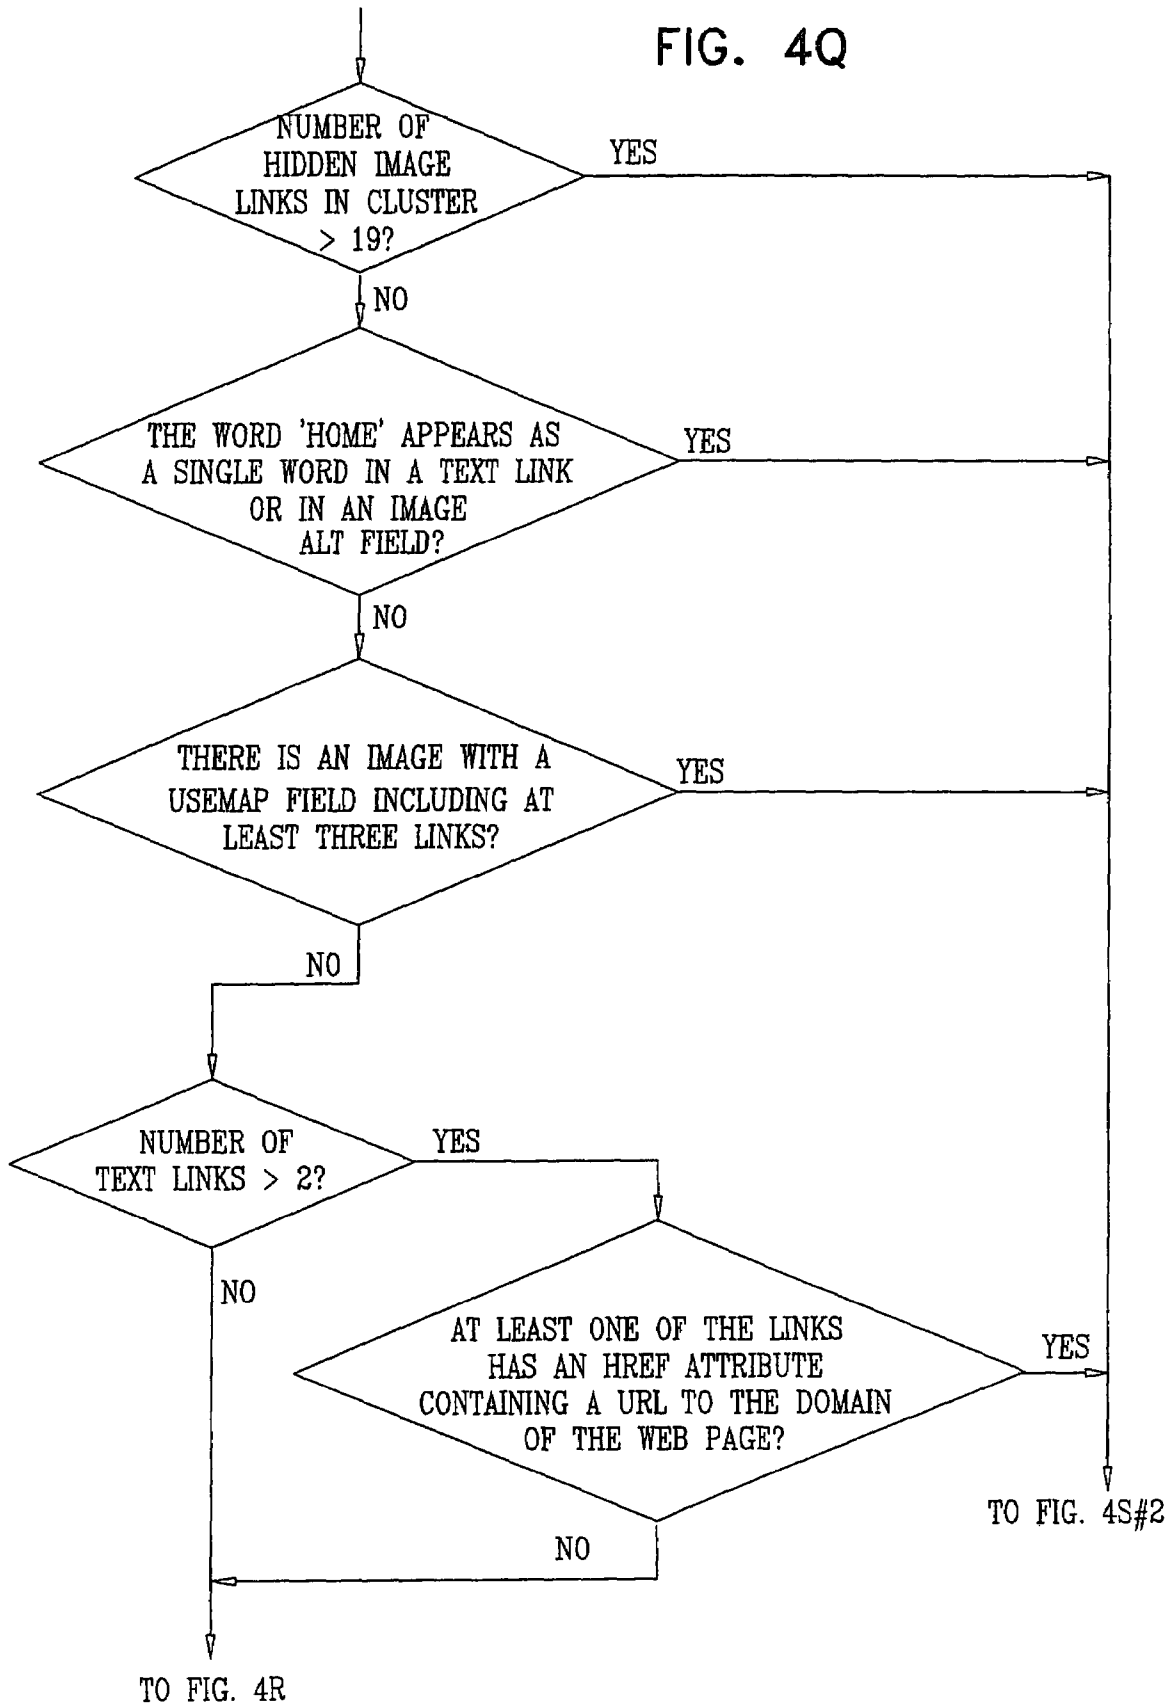 FIG. 4Q
NUMBER OF
HIDDEN IMAGE
LINKS IN CLUSTER
> 19?
YES
NO
THE WORD 'HOME' APPEARS AS
A SINGLE WORD IN A TEXT LINK
OR IN AN IMAGE
ALT FIELD?
YES
NO
THERE IS AN IMAGE WITH A
USEMAP FIELD INCLUDING AT
LEAST THREE LINKS?
YES
NO
NUMBER OF
TEXT LINKS > 2?
YES
NO
AT LEAST ONE OF THE LINKS
HAS AN HREF ATTRIBUTE
CONTAINING A URL TO THE DOMAIN
OF THE WEB PAGE?
YES
NO
TO FIG. 4S#2
TO FIG. 4R